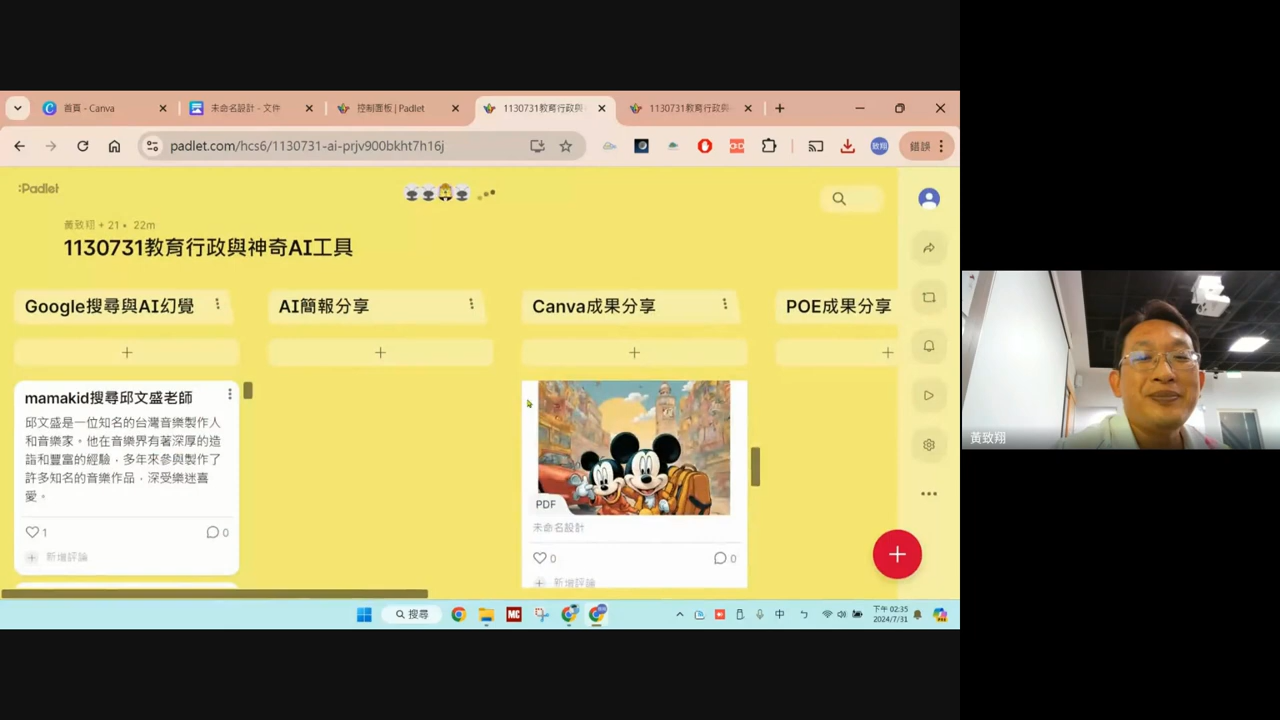 首頁 - Canva
未命名設計 - 文件
控制面板 | Padlet
1130731教育行政與
1130731教育行政與
padlet.com/hcs6/1130731-ai-prjv900bkht7h16j
致翔
錯誤
:Padlet
黃致翔 + 21 • 22m
1130731教育行政與神奇AI工具
Google搜尋與AI幻覺
AI簡報分享
Canva成果分享
POE成果分享
mamakid搜尋邱文盛老師
邱文盛是一位知名的台灣音樂製作人
和音樂家。他在音樂界有著深厚的造
詣和豐富的經驗，多年來參與製作了
許多知名的音樂作品，深受樂迷喜
愛。
1
0
新增評論
PDF
未命名設計
0
0
新增評論
黃致翔
搜尋
MC
中
下午 02:35
2024/7/31